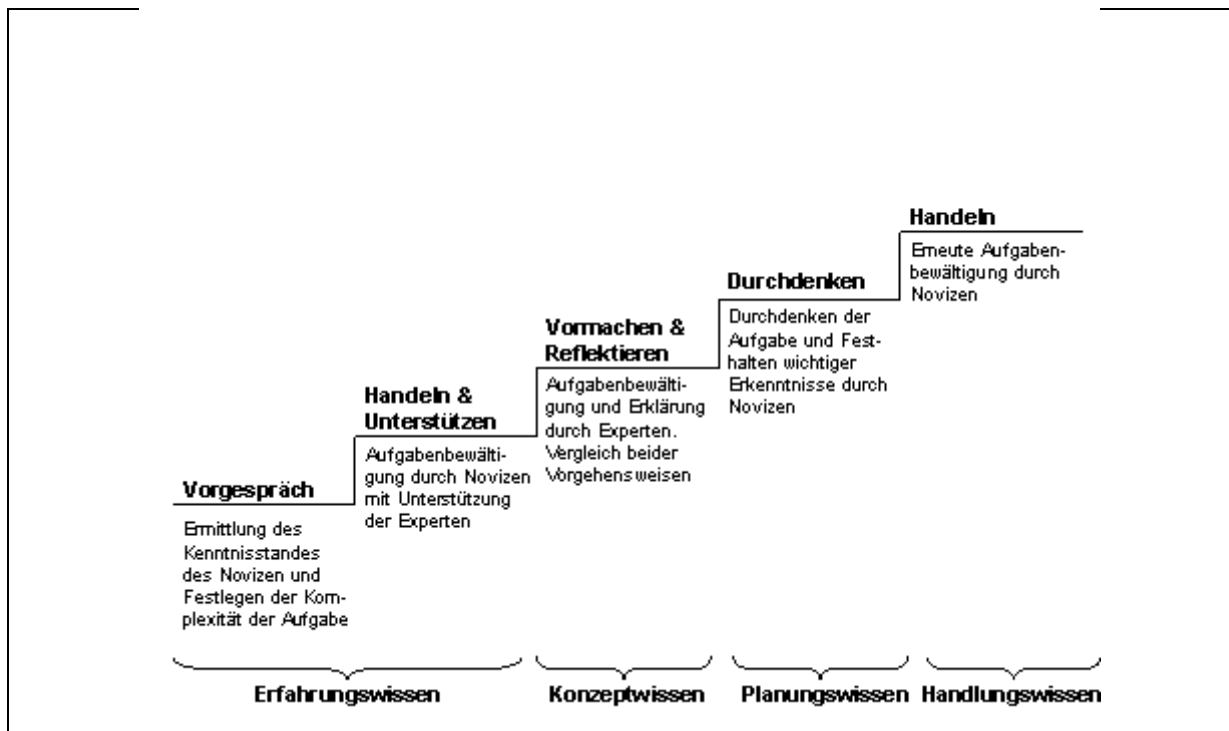 Vorgespräch
Ermittlung des
Kenntnisstandes
des Novizen und
Festlegen der Kom-
plexität der Aufgabe
Handeln &
Unterstützen
Aufgabenbewälti-
gung durch Novizen
mit Unterstützung
der Experten
Vormachen &
Reflektieren
Aufgabenbewälti-
gung und Erklärung
durch Experten.
Vergleich beider
Vorgehensweisen
Durchdenken
Durchdenken der
Aufgabe und Fest-
halten wichtiger
Erkenntnisse durch
Novizen
Handeln
Erneute Aufgaben-
bewältigung durch
Novizen
Erfahrungswissen
Konzeptwissen
Planungswissen
Handlungswissen